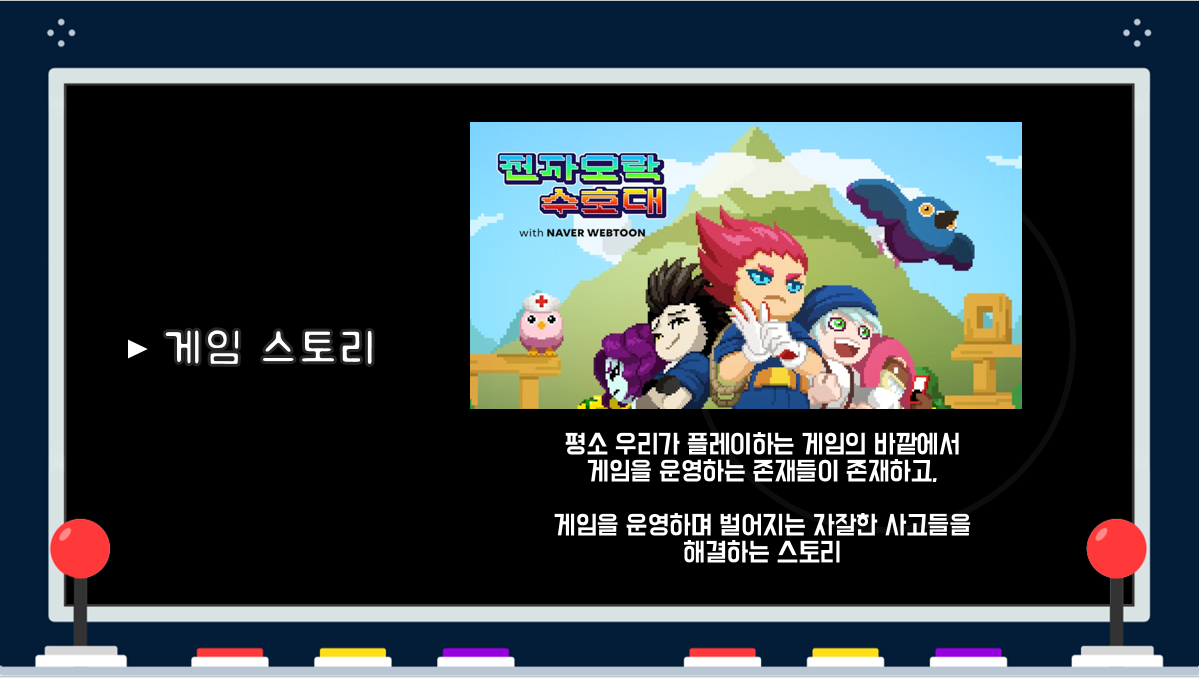 전자오락
수호대
with NAVER WEBTOON
▶ 게임 스토리
평소 우리가 플레이하는 게임의 바깥에서
게임을 운영하는 존재들이 존재하고,
게임을 운영하며 벌어지는 자잘한 사고들을
해결하는 스토리